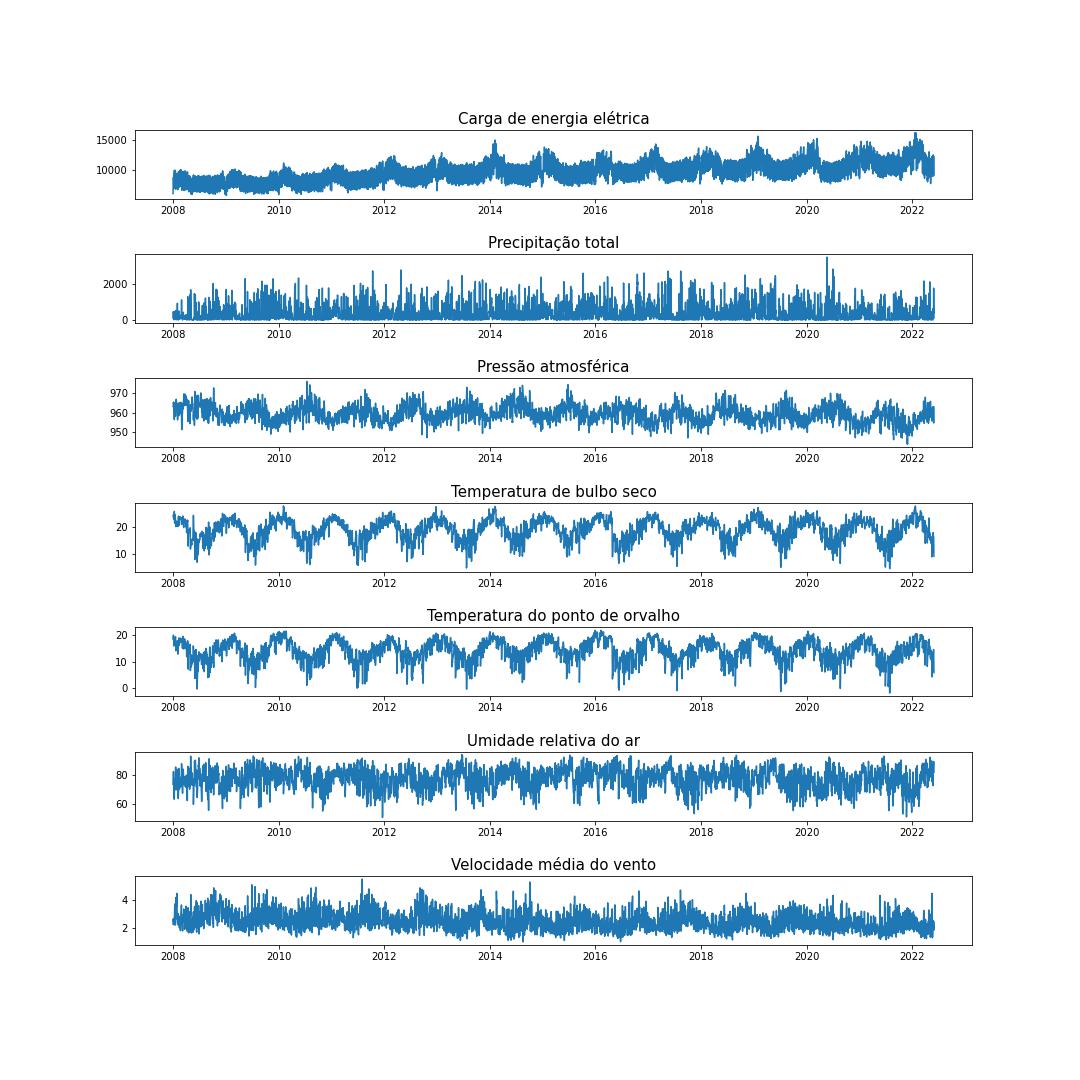 Carga de energia elétrica
15000
10000
2008 2010 2012 2014 2016 2018 2020 2022
Precipitação total
2000
0
2008 2010 2012 2014 2016 2018 2020 2022
Pressão atmosférica
970
960
950
2008 2010 2012 2014 2016 2018 2020 2022
Temperatura de bulbo seco
20
10
2008 2010 2012 2014 2016 2018 2020 2022
Temperatura do ponto de orvalho
20
10
0
2008 2010 2012 2014 2016 2018 2020 2022
Umidade relativa do ar
80
60
2008 2010 2012 2014 2016 2018 2020 2022
Velocidade média do vento
4
2
2008 2010 2012 2014 2016 2018 2020 2022